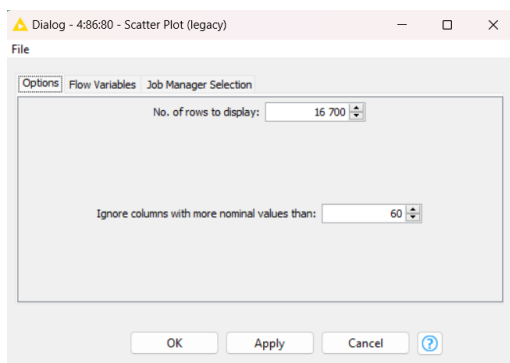 Dialog - 4:86:80 - Scatter Plot (legacy)
File
Options Flow Variables Job Manager Selection
No. of rows to display: 16 700
Ignore columns with more nominal values than: 60
OK Apply Cancel ?